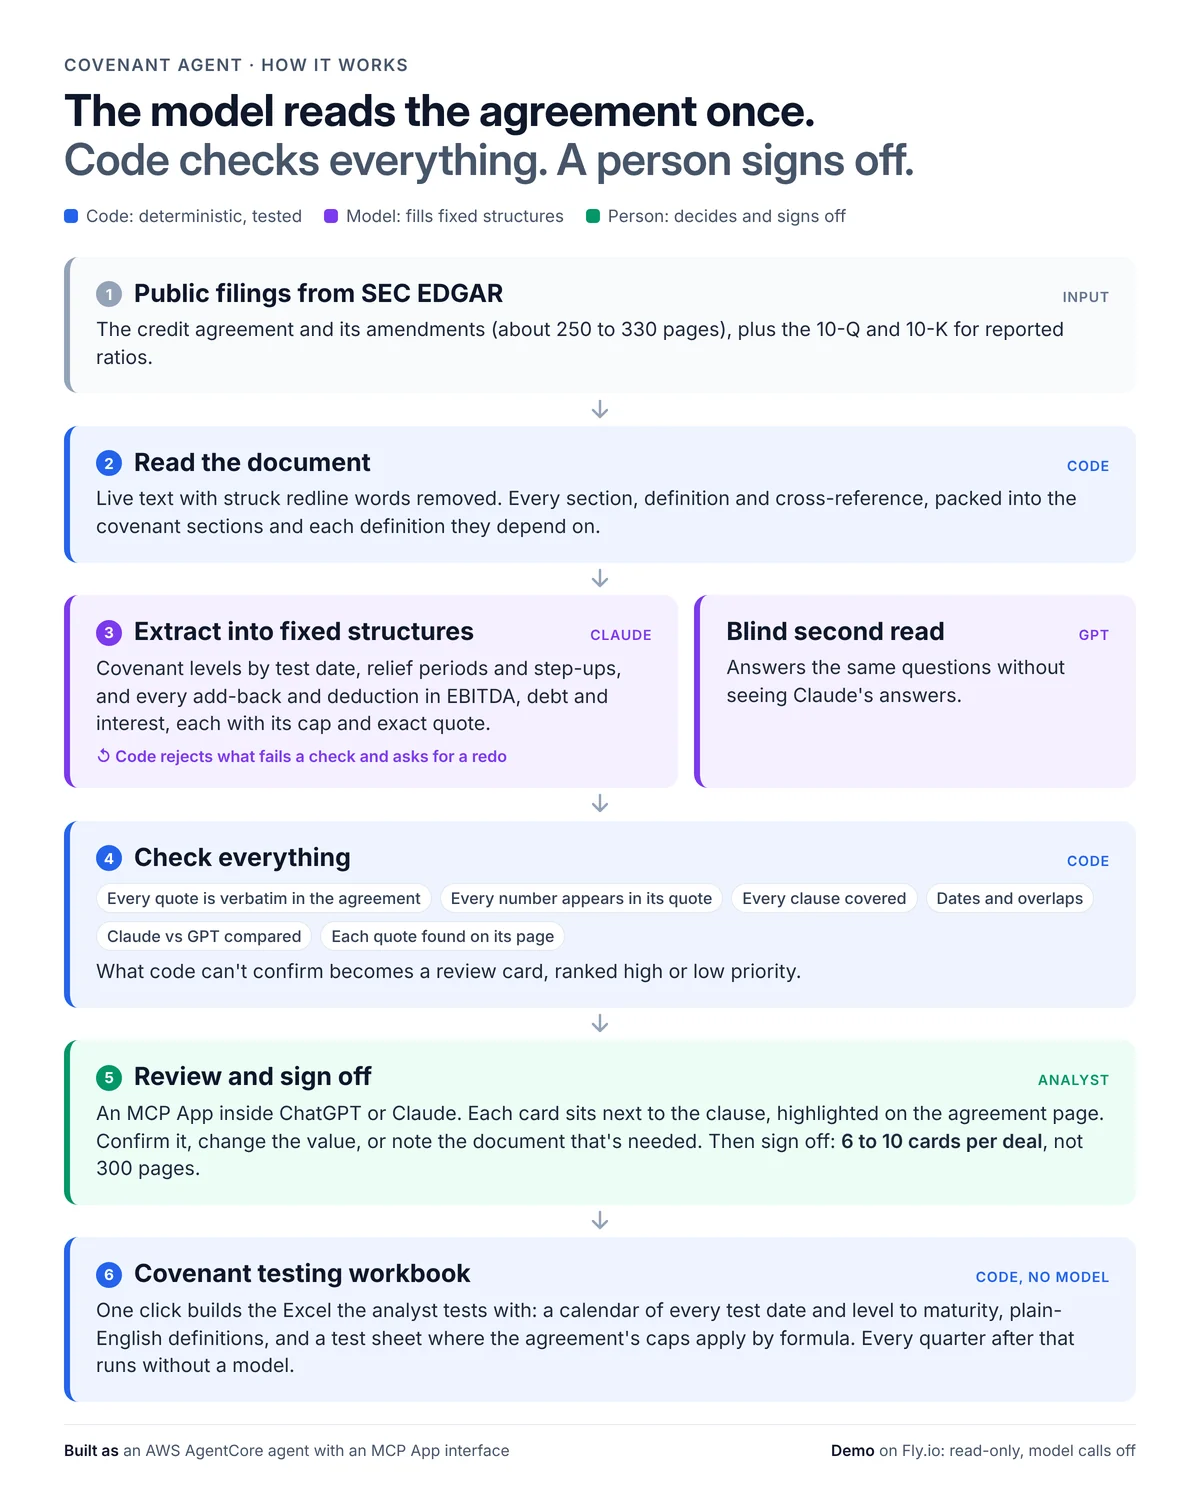 COVENANT AGENT · HOW IT WORKS
The model reads the agreement once.
Code checks everything. A person signs off.
Code: deterministic, tested Model: fills fixed structures Person: decides and signs off
1 Public filings from SEC EDGAR INPUT
The credit agreement and its amendments (about 250 to 330 pages), plus the 10-Q and 10-K for reported
ratios.
2 Read the document CODE
Live text with struck redline words removed. Every section, definition and cross-reference, packed into the
covenant sections and each definition they depend on.
3 Extract into fixed structures CLAUDE
Covenant levels by test date, relief periods and step-ups,
and every add-back and deduction in EBITDA, debt and
interest, each with its cap and exact quote.
↺ Code rejects what fails a check and asks for a redo
Blind second read GPT
Answers the same questions without
seeing Claude's answers.
4 Check everything CODE
Every quote is verbatim in the agreement Every number appears in its quote Every clause covered Dates and overlaps
Claude vs GPT compared Each quote found on its page
What code can't confirm becomes a review card, ranked high or low priority.
5 Review and sign off ANALYST
An MCP App inside ChatGPT or Claude. Each card sits next to the clause, highlighted on the agreement page.
Confirm it, change the value, or note the document that's needed. Then sign off: 6 to 10 cards per deal, not
300 pages.
6 Covenant testing workbook CODE, NO MODEL
One click builds the Excel the analyst tests with: a calendar of every test date and level to maturity, plain-
English definitions, and a test sheet where the agreement's caps apply by formula. Every quarter after that
runs without a model.
Built as an AWS AgentCore agent with an MCP App interface Demo on Fly.io: read-only, model calls off